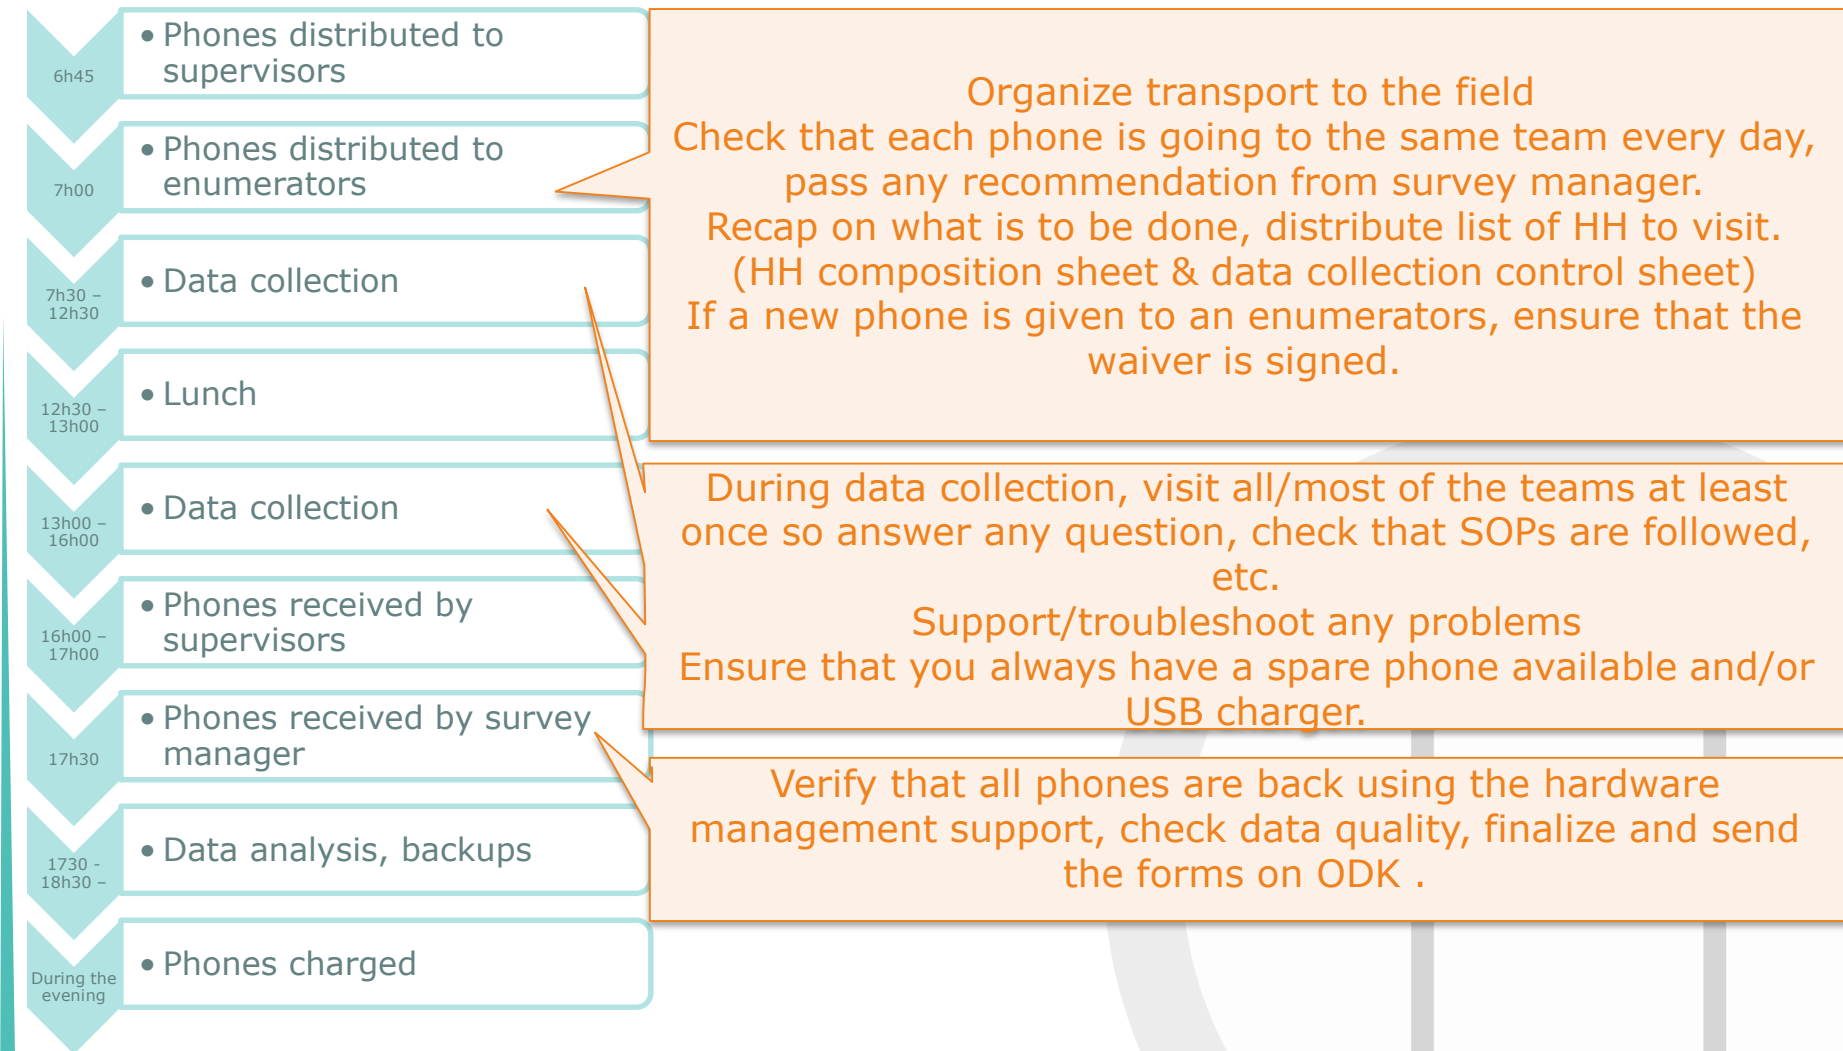 6h45
• Phones distributed to
supervisors
7h00
• Phones distributed to
enumerators
7h30 –
12h30
• Data collection
12h30 –
13h00
• Lunch
13h00 –
16h00
• Data collection
16h00 –
17h00
• Phones received by
supervisors
17h30
• Phones received by survey
manager
1730 -
18h30 –
• Data analysis, backups
During the
evening
• Phones charged
Organize transport to the field
Check that each phone is going to the same team every day,
pass any recommendation from survey manager.
Recap on what is to be done, distribute list of HH to visit.
(HH composition sheet & data collection control sheet)
If a new phone is given to an enumerators, ensure that the
waiver is signed.
During data collection, visit all/most of the teams at least
once so answer any question, check that SOPs are followed,
etc.
Support/troubleshoot any problems
Ensure that you always have a spare phone available and/or
USB charger.
Verify that all phones are back using the hardware
management support, check data quality, finalize and send
the forms on ODK .